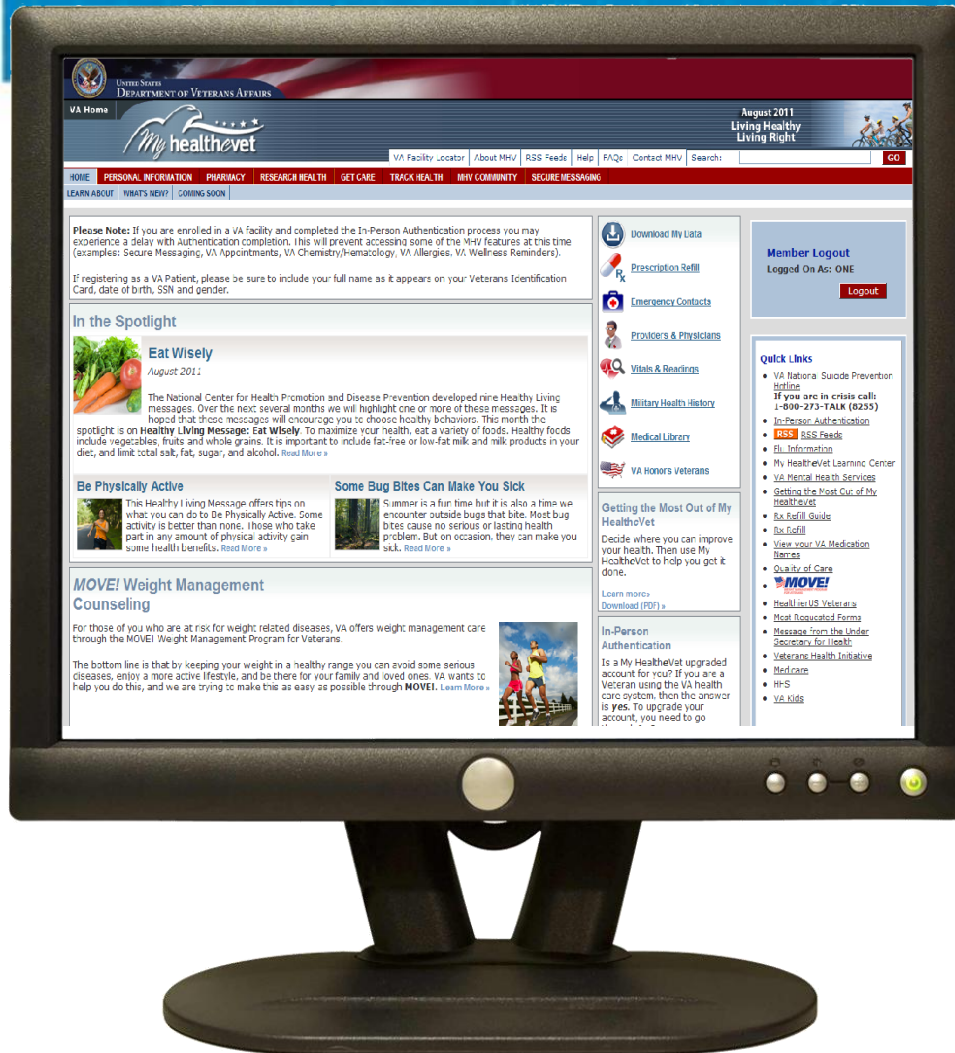 UNITED STATES
DEPARTMENT OF VETERANS AFFAIRS
VA Home
My healthevet
August 2011
Living Healthy
Living Right
VA Facility Locator | About MHV | RSS Feeds | Help | FAQs | Contact MHV | Search: GO
HOME PERSONAL INFORMATION PHARMACY RESEARCH HEALTH GET CARE TRACK HEALTH MHV COMMUNITY SECURE MESSAGING
LEARN ABOUT WHAT'S NEW? COMING SOON
Please Note: If you are enrolled in a VA facility and completed the In-Person Authentication process you may
experience a delay with Authentication completion. This will prevent accessing some of the MHV features at this time
(examples: Secure Messaging, VA Appointments, VA Chemistry/Hematology, VA Allergies, VA Wellness Reminders).
If registering as a VA Patient, please be sure to include your full name as it appears on your Veterans Identification
Card, date of birth, SSN and gender.
In the Spotlight
Eat Wisely
August 2011
The National Center for Health Promotion and Disease Prevention developed nine Healthy Living
messages. Over the next several months we will highlight one or more of these messages. It is
hoped that these messages will encourage you to choose healthy behaviors. This month the
spotlight is on Healthy Living Message: Eat Wisely. To maximize your health, eat a variety of foods. Healthy foods
include vegetables, fruits and whole grains. It is important to include fat-free or low-fat milk and milk products in your
diet, and limit total salt, fat, sugar, and alcohol. Read More »
Be Physically Active
This Healthy Living Message offers tips on
what you can do to Be Physically Active. Some
activity is better than none. Those who take
part in any amount of physical activity gain
some health benefits. Read More »
Some Bug Bites Can Make You Sick
Summer is a fun time but it is also a time we
encounter outside bugs that bite. Most bug
bites cause no serious or lasting health
problem. But on occasion, they can make you
sick. Read More »
MOVE! Weight Management
Counseling
For those of you who are at risk for weight related diseases, VA offers weight management care
through the MOVE! Weight Management Program for Veterans.
The bottom line is that by keeping your weight in a healthy range you can avoid some serious
diseases, enjoy a more active lifestyle, and be there for your family and loved ones. VA wants to
help you do this, and we are trying to make this as easy as possible through MOVE!. Learn More »
Download My Data
Prescription Refill
Emergency Contacts
Providers & Physicians
Vitals & Readings
Military Health History
Medical Library
VA Honors Veterans
Getting the Most Out of My
HealtheVet
Decide where you can improve
your health. Then use My
HealtheVet to help you get it
done.
Learn more»
Download (PDF) »
In-Person
Authentication
Is a My HealtheVet upgraded
account for you? If you are a
Veteran using the VA health
care system, then the answer
is yes. To upgrade your
account, you need to go
Member Logout
Logged On As: ONE
Logout
Quick Links
VA National Suicide Prevention
Hotline
If you are in crisis call:
1-800-273-TALK (8255)
In-Person Authentication
RSS RSS Feeds
Flu Information
My HealtheVet Learning Center
VA Mental Health Services
Getting the Most Out of My
HealtheVet
Rx Refill Guide
Rx Refill
View your VA Medication
Names
Quality of Care
MOVE!
HealthierUS Veterans
Most Requested Forms
Message from the Under
Secretary for Health
Veterans Health Initiative
Medicare
HHS
VA Kids